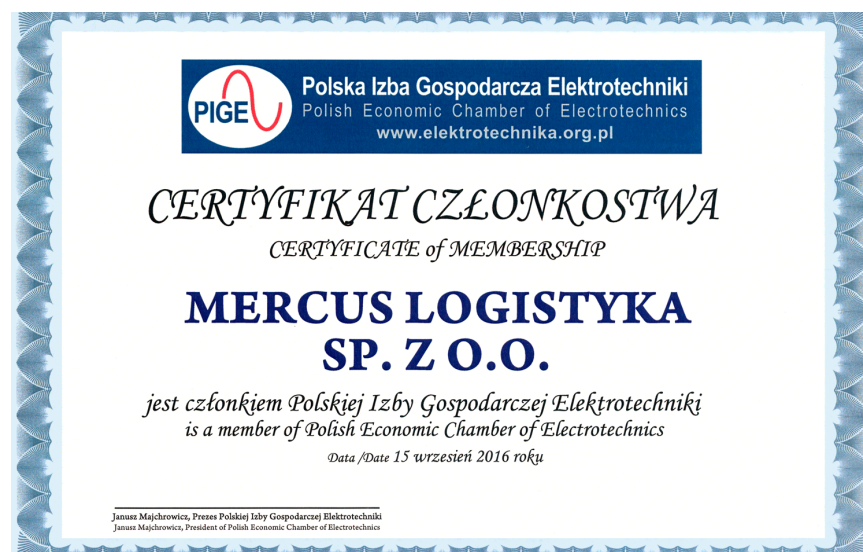 PIGE
Polska Izba Gospodarcza Elektrotechniki
Polish Economic Chamber of Electrotechnics
www.elektrotechnika.org.pl
CERTYFIKAT CZŁONKOSTWA
CERTYFICATE of MEMBERSHIP
MERCUS LOGISTYKA
SP. Z O.O.
jest członkiem Polskiej Izby Gospodarczej Elektrotechniki
is a member of Polish Economic Chamber of Electrotechnics
Data /Date 15 wrzesień 2016 roku
Janusz Majchrowicz, Prezes Polskiej Izby Gospodarczej Elektrotechniki
Janusz Majchrowicz, President of Polish Economic Chamber of Electrotechnics